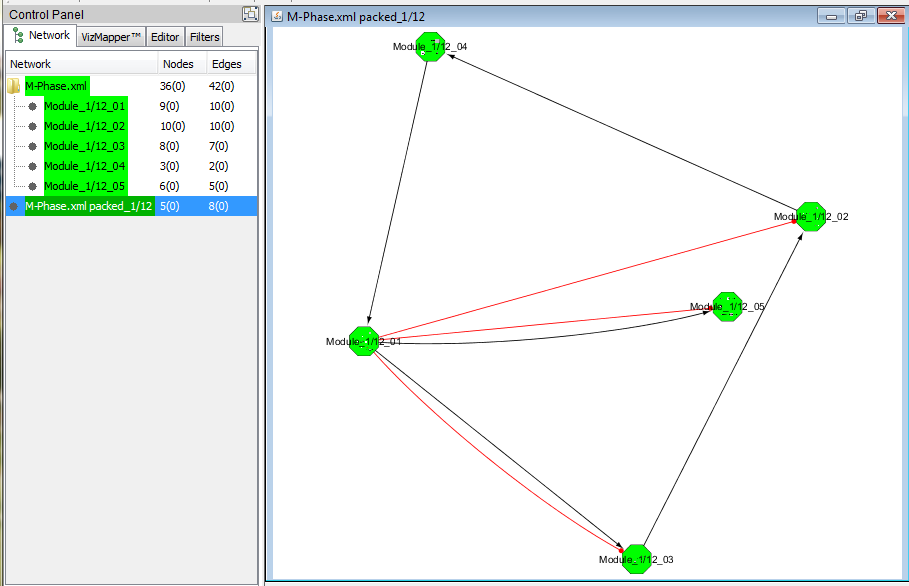 Control Panel
Network VizMapper™ Editor Filters
Network Nodes Edges
M-Phase.xml 36(0) 42(0)
Module_1/12_01 9(0) 10(0)
Module_1/12_02 10(0) 10(0)
Module_1/12_03 8(0) 7(0)
Module_1/12_04 3(0) 2(0)
Module_1/12_05 6(0) 5(0)
M-Phase.xml packed_1/12 5(0) 8(0)
M-Phase.xml packed_1/12
Module_1/12_04
Module_1/12_02
Module_1/12_05
Module_1/12_01
Module_1/12_03